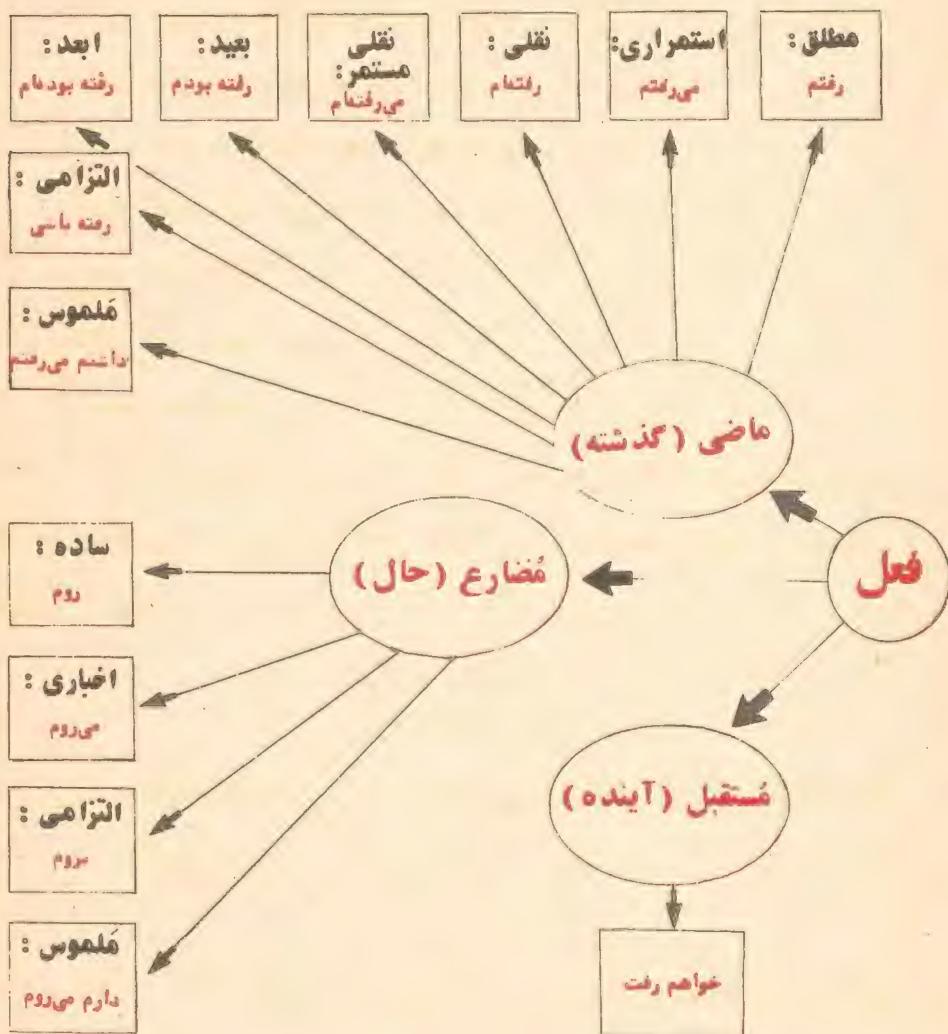 مطلق :
رفتم
استمراری:
می‌رفتم
نقلی :
رفته‌ام
نقلی
مستمر:
می‌رفته‌ام
بعید:
رفته بودم
ابعد :
رفته بوده‌ام
التزامی :
رفته باشی
مَلموس :
داشتم می‌رفتم
ماضی (گذشته)
فعل
مُضارع (حال)
ساده :
روم
اخباری :
می‌روم
التزامی :
بروم
مَلموس :
دارم می‌روم
مُستقبل (آینده)
خواهم رفت